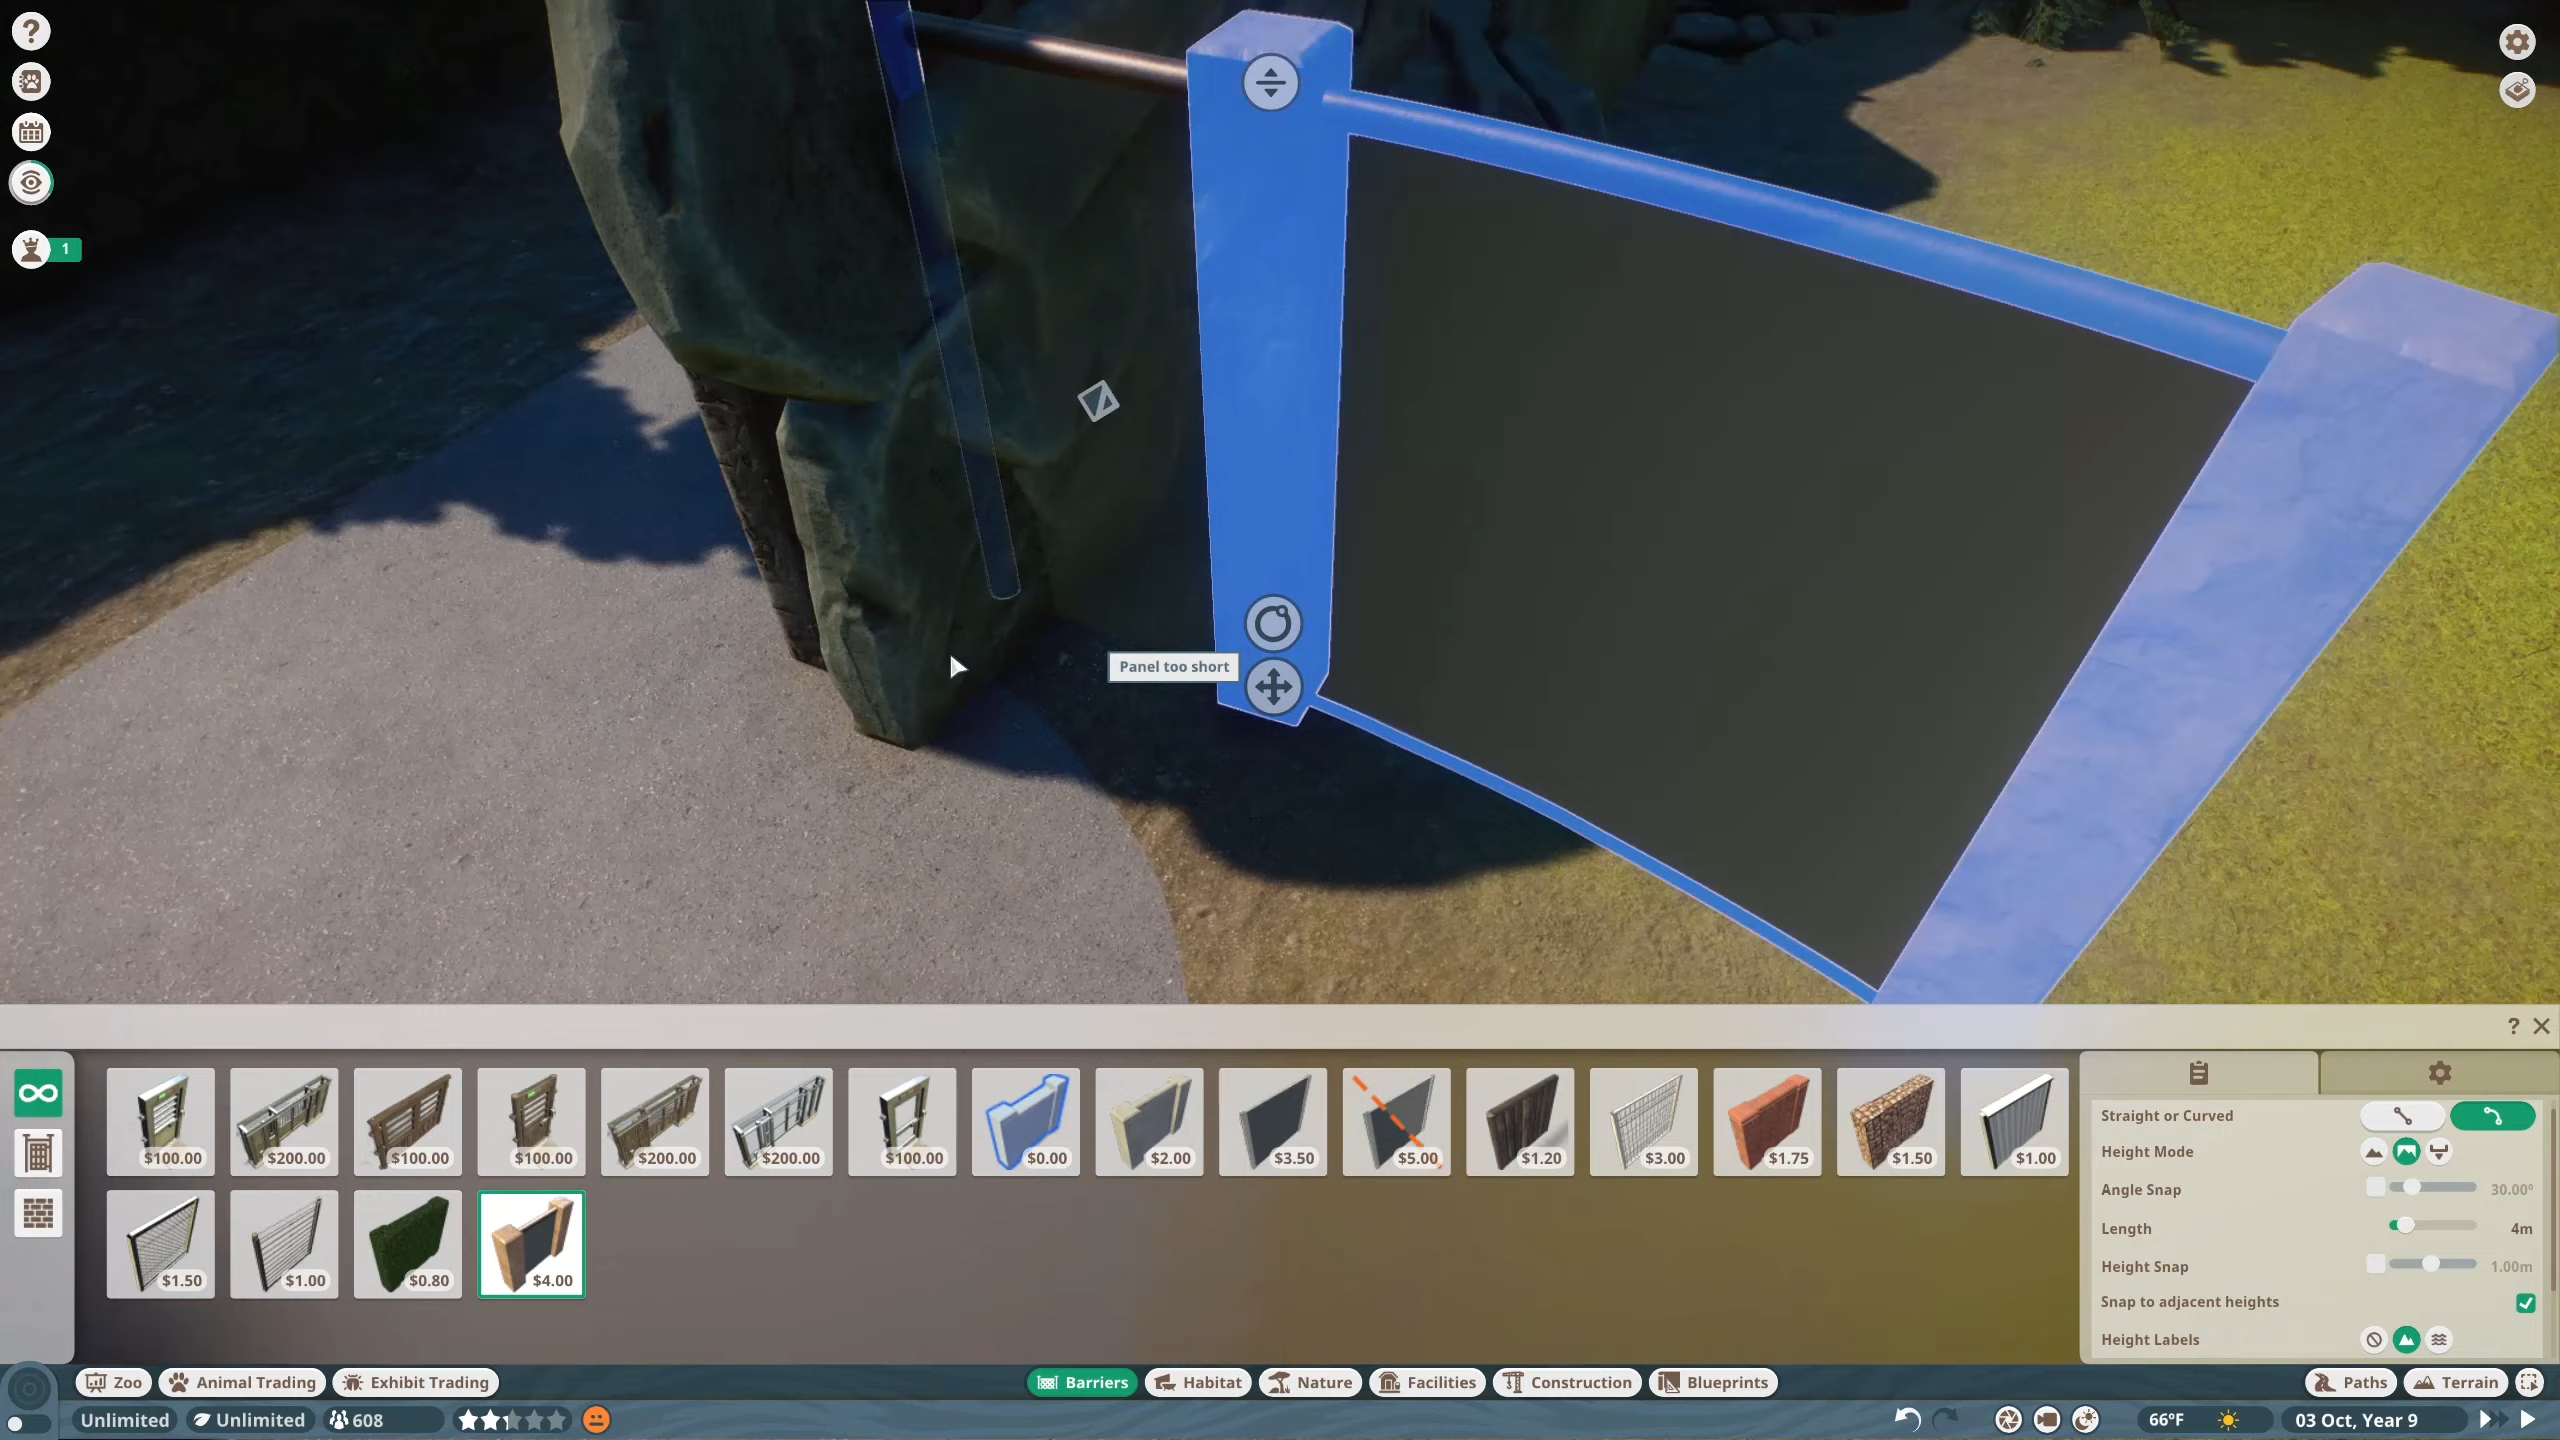 1
Panel too short
?
$100.00
$200.00
$100.00
$100.00
$200.00
$200.00
$100.00
$0.00
$2.00
$3.50
$5.00
$1.20
$3.00
$1.75
$1.50
$1.00
$1.50
$1.00
$0.80
$4.00
Straight or Curved
Height Mode
Angle Snap 30.00°
Length 4m
Height Snap 1.00m
Snap to adjacent heights
Height Labels
Zoo
Animal Trading
Exhibit Trading
Barriers
Habitat
Nature
Facilities
Construction
Blueprints
Paths
Terrain
Unlimited
Unlimited
608
66°F
03 Oct, Year 9